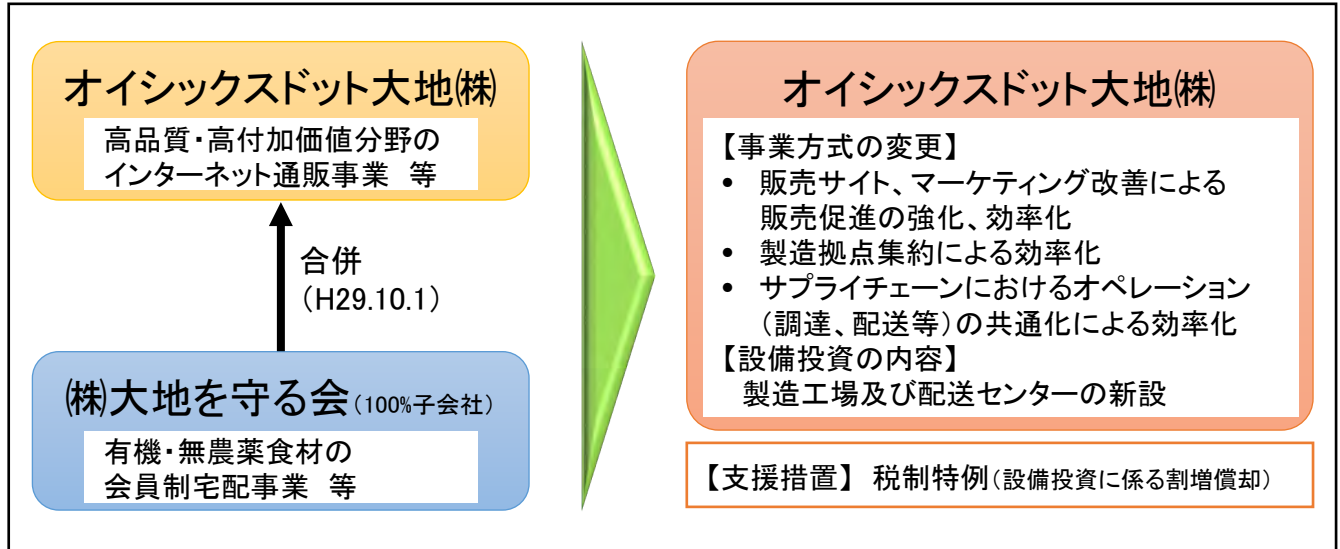 オイシックスドット大地㈱
高品質・高付加価値分野の
インターネット通販事業 等
合併
（H29.10.1）
㈱大地を守る会（100%子会社）
有機・無農薬食材の
会員制宅配事業 等
オイシックスドット大地㈱
【事業方式の変更】
• 販売サイト、マーケティング改善による
販売促進の強化、効率化
• 製造拠点集約による効率化
• サプライチェーンにおけるオペレーション
（調達、配送等）の共通化による効率化
【設備投資の内容】
製造工場及び配送センターの新設
【支援措置】 税制特例（設備投資に係る割増償却）